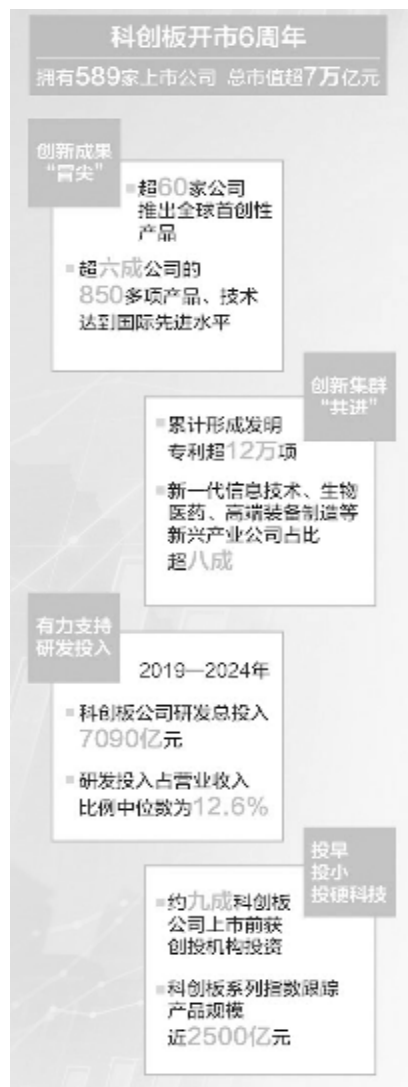 科创板开市6周年
拥有589家上市公司 总市值超7万亿元
创新成果
“冒尖”
超60家公司
推出全球首创性
产品
超六成公司的
850多项产品、技术
达到国际先进水平
创新集群
“共进”
累计形成发明
专利超12万项
新一代信息技术、生物
医药、高端装备制造等
新兴产业公司占比
超八成
有力支持
研发投入
2019—2024年
科创板公司研发总投入
7090亿元
研发投入占营业收入
比例中位数为12.6%
投早
投小
投硬科技
约九成科创板
公司上市前获
创投机构投资
科创板系列指数跟踪
产品规模
近2500亿元